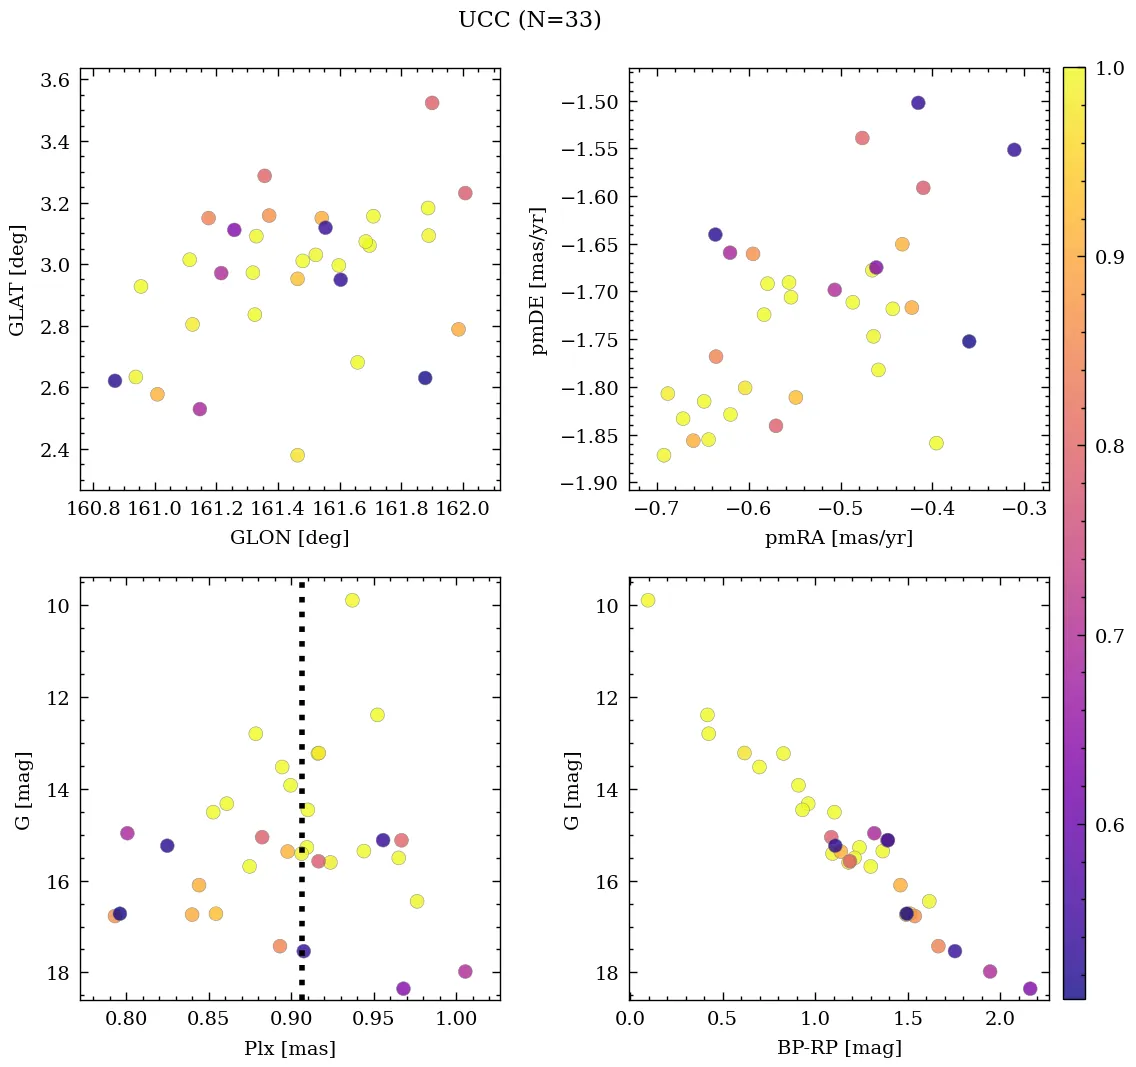 UCC (N=33)
3.6
3.4
3.2
3.0
2.8
2.6
2.4
GLAT [deg]
160.8 161.0 161.2 161.4 161.6 161.8 162.0
GLON [deg]
−1.50
−1.55
−1.60
−1.65
−1.70
−1.75
−1.80
−1.85
−1.90
pmDE [mas/yr]
−0.7 −0.6 −0.5 −0.4 −0.3
pmRA [mas/yr]
1.0
0.9
0.8
0.7
0.6
10
12
14
16
18
G [mag]
0.80 0.85 0.90 0.95 1.00
Plx [mas]
10
12
14
16
18
G [mag]
0.0 0.5 1.0 1.5 2.0
BP-RP [mag]